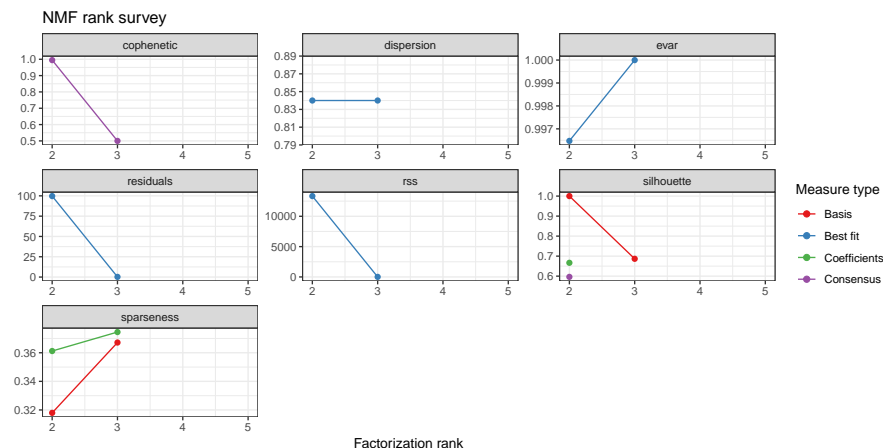 NMF rank survey
cophenetic
dispersion
evar
1.0
0.9
0.8
0.7
0.6
0.5
2 3 4 5
0.89
0.87
0.85
0.83
0.81
0.79
2 3 4 5
1.000
0.999
0.998
0.997
2 3 4 5
residuals
rss
silhouette
100
75
50
25
0
2 3 4 5
10000
5000
0
2 3 4 5
1.0
0.9
0.8
0.7
0.6
2 3 4 5
Measure type
Basis
Best fit
Coefficients
Consensus
sparseness
0.36
0.34
0.32
2 3 4 5
Factorization rank